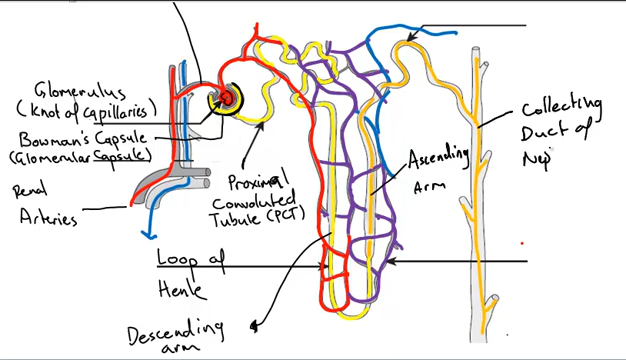 Glomerulus
(Knot of Capillaries)
Bowman's Capsule
(Glomerular Capsule)
Renal
Arteries
Proximal
Convoluted
Tubule (PCT)
Loop of
Henle
Descending
arm
Ascending
Arm
Collecting
Duct of
Nep